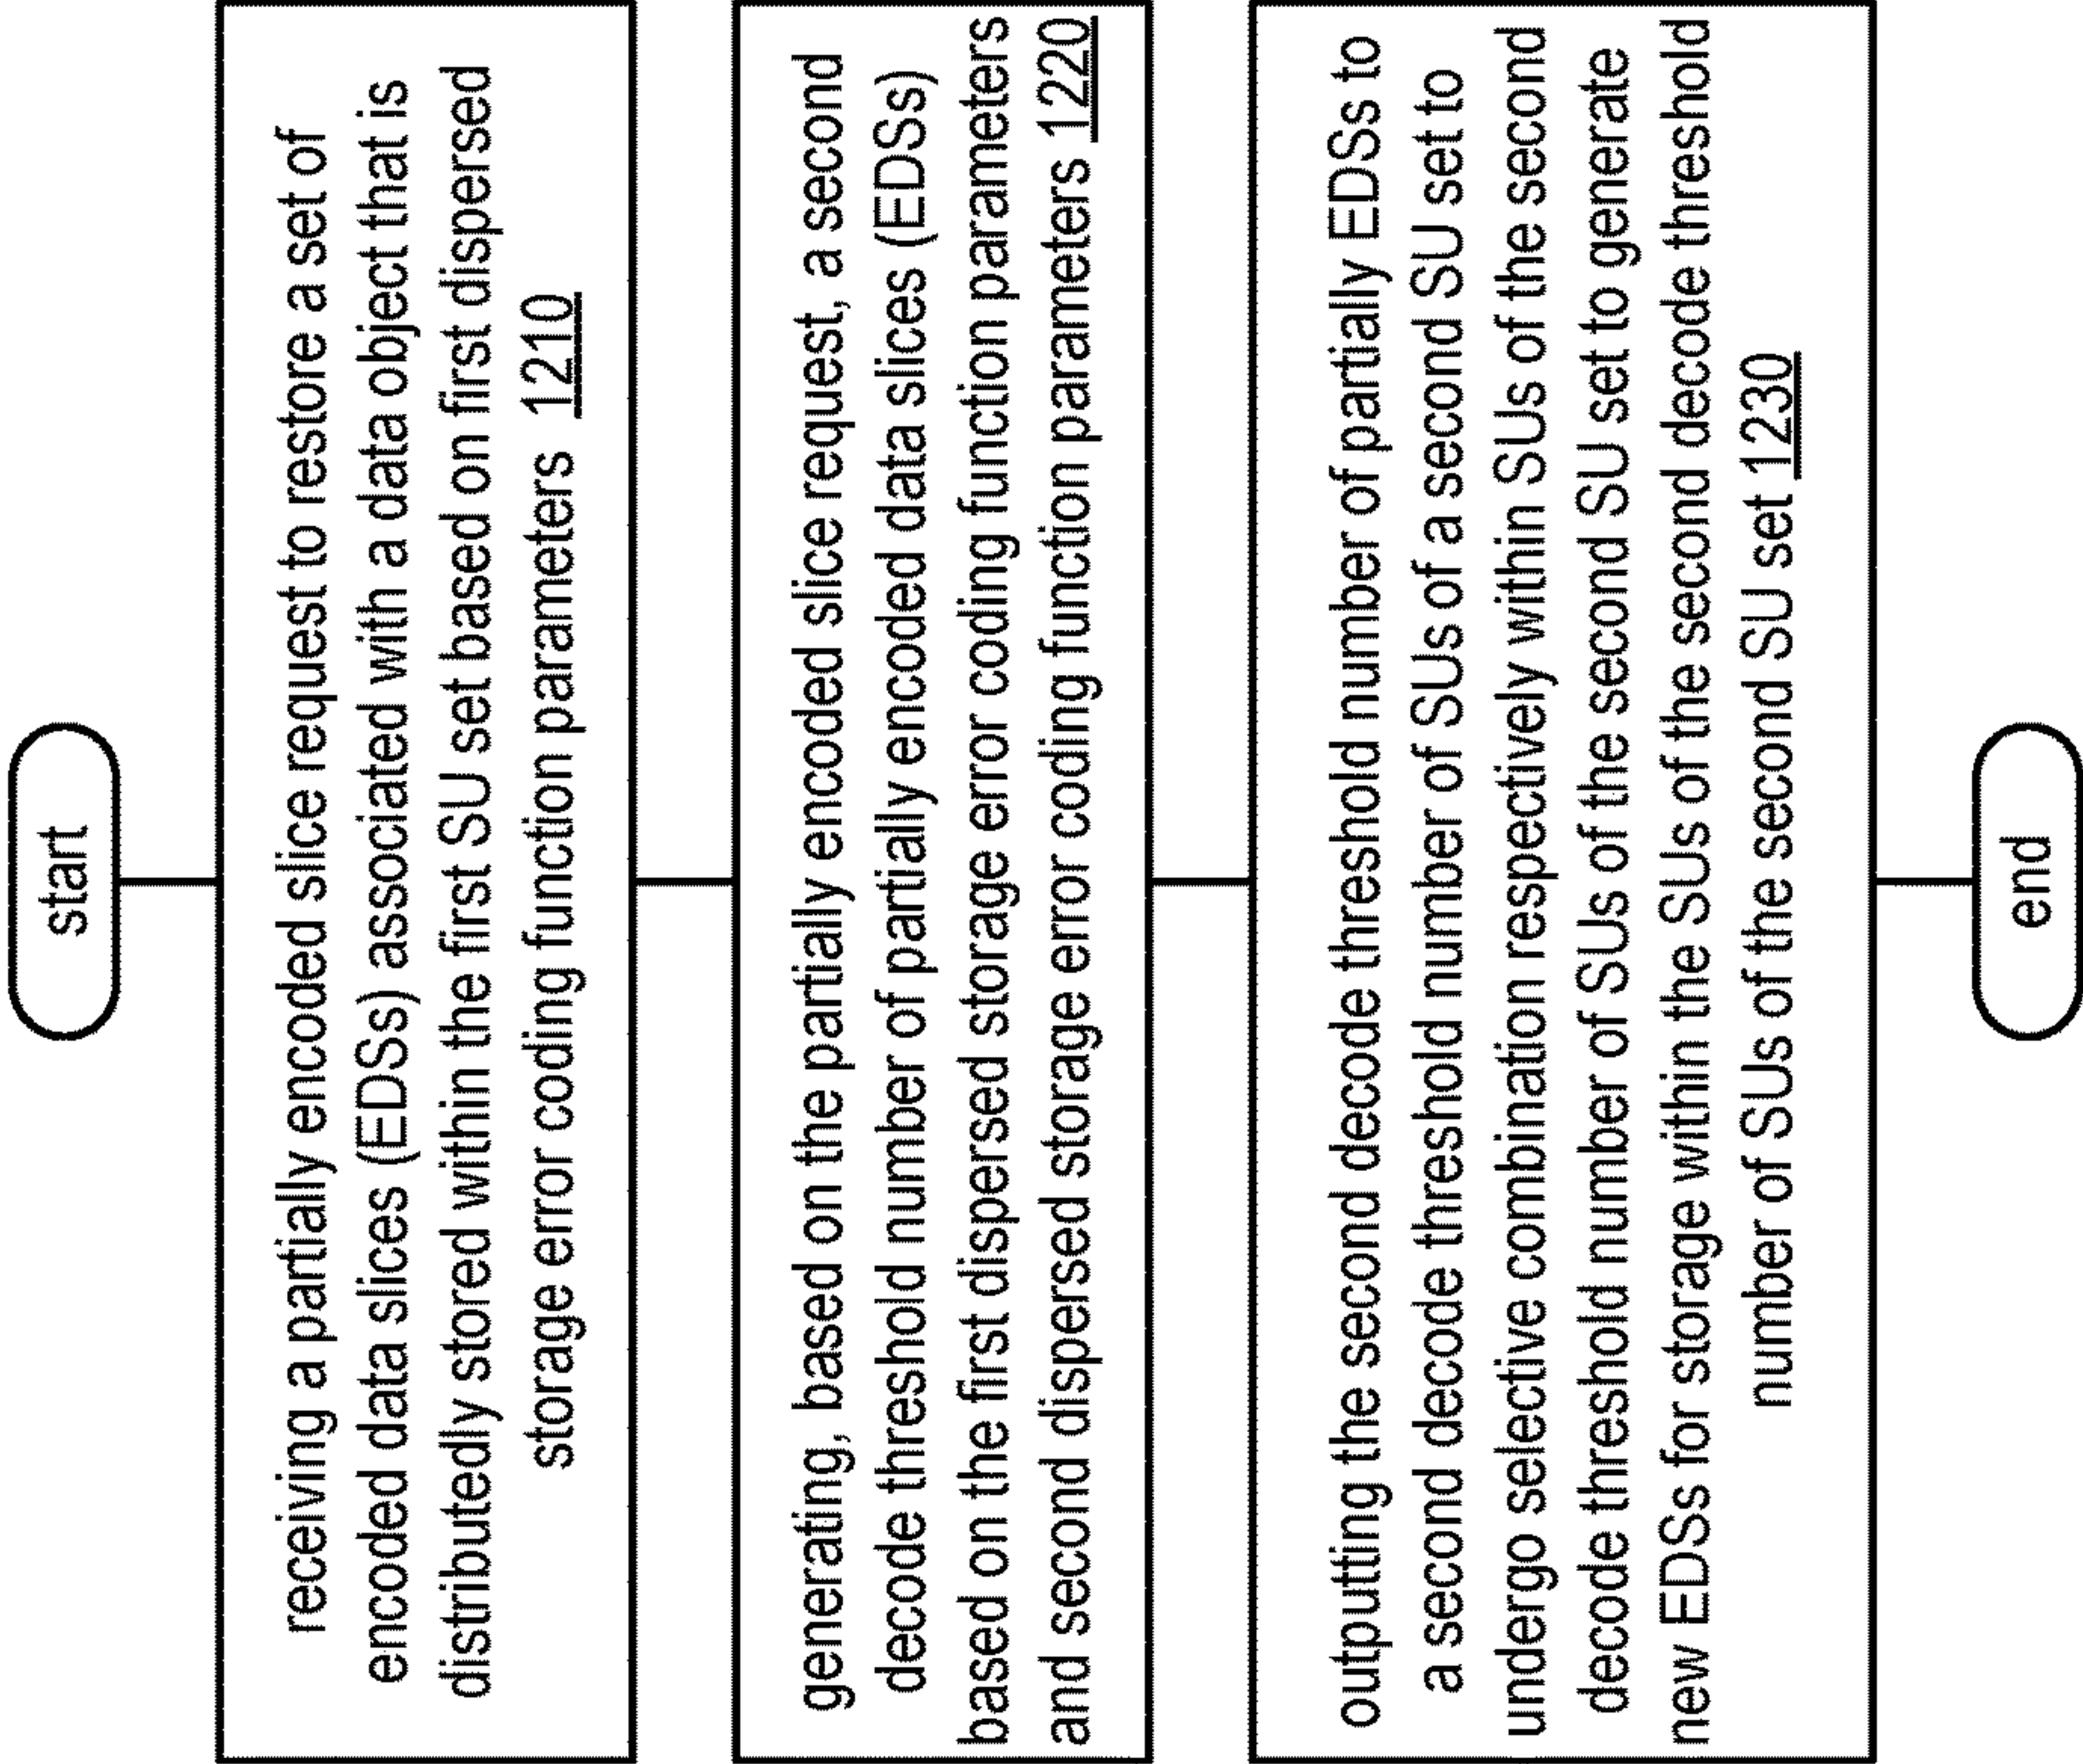 start
receiving a partially encoded slice request to restore a set of
encoded data slices (EDSs) associated with a data object that is
distributedly stored within the first SU set based on first dispersed
storage error coding function parameters 1210
generating, based on the partially encoded slice request, a second
decode threshold number of partially encoded data slices (EDSs)
based on the first dispersed storage error coding function parameters
and second dispersed storage error coding function parameters 1220
outputting the second decode threshold number of partially EDSs to
a second decode threshold number of SUs of a second SU set to
undergo selective combination respectively within SUs of the second
decode threshold number of SUs of the second SU set to generate
new EDSs for storage within the SUs of the second decode threshold
number of SUs of the second SU set 1230
end